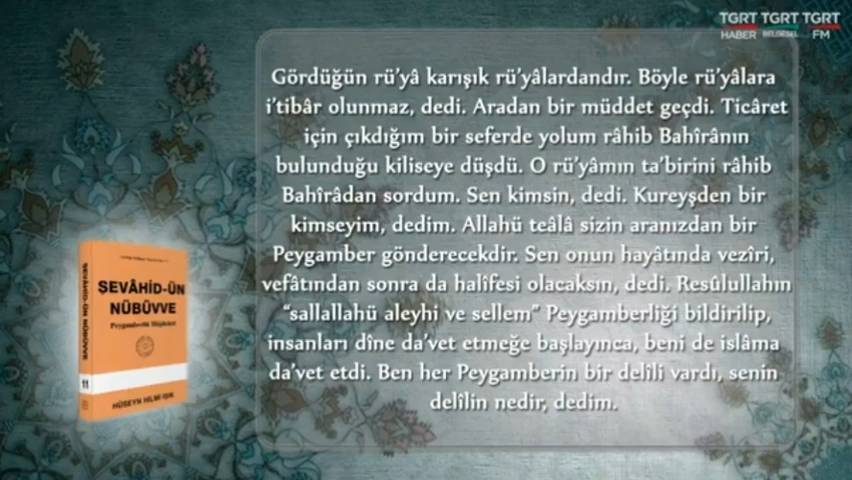 TGRT TGRT TGRT
HABER BELGESEL FM
Gördüğün rü'yâ karışık rü'yâlardandır. Böyle rü'yâlara
i'tibâr olunmaz, dedi. Aradan bir müddet geçdi. Ticâret
için çıkdığım bir seferde yolum râhib Bahîrânın
bulunduğu kiliseye düşdü. O rü'yâmın ta'birini râhib
Bahîrâdan sordum. Sen kimsin, dedi. Kureyşden bir
kimseyim, dedim. Allahü teâlâ sizin aranızdan bir
Peygamber gönderecekdir. Sen onun hayâtında vezîri,
vefâtından sonra da halîfesi olacaksın, dedi. Resûlullahın
“sallallahü aleyhi ve sellem” Peygamberliği bildirilip,
insanları dîne da'vet etmeğe başlayınca, beni de islâma
da'vet etdi. Ben her Peygamberin bir delîli vardı, senin
delîlin nedir, dedim.
ŞEVÂHİD-ÜN
NÜBÜVVE
Peygamberlik Müjdeleri
HÜSEYN HİLMİ IŞIK
ŞEVÂHİD-ÜN NÜBÜVVE
11